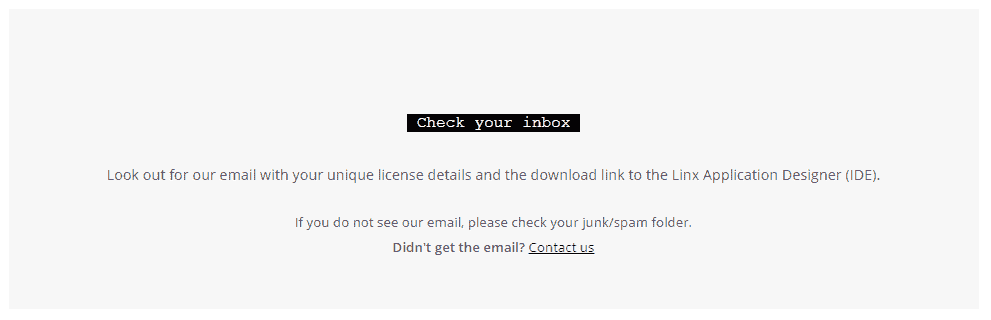 Check your inbox
Look out for our email with your unique license details and the download link to the Linx Application Designer (IDE).
If you do not see our email, please check your junk/spam folder.
Didn't get the email? Contact us